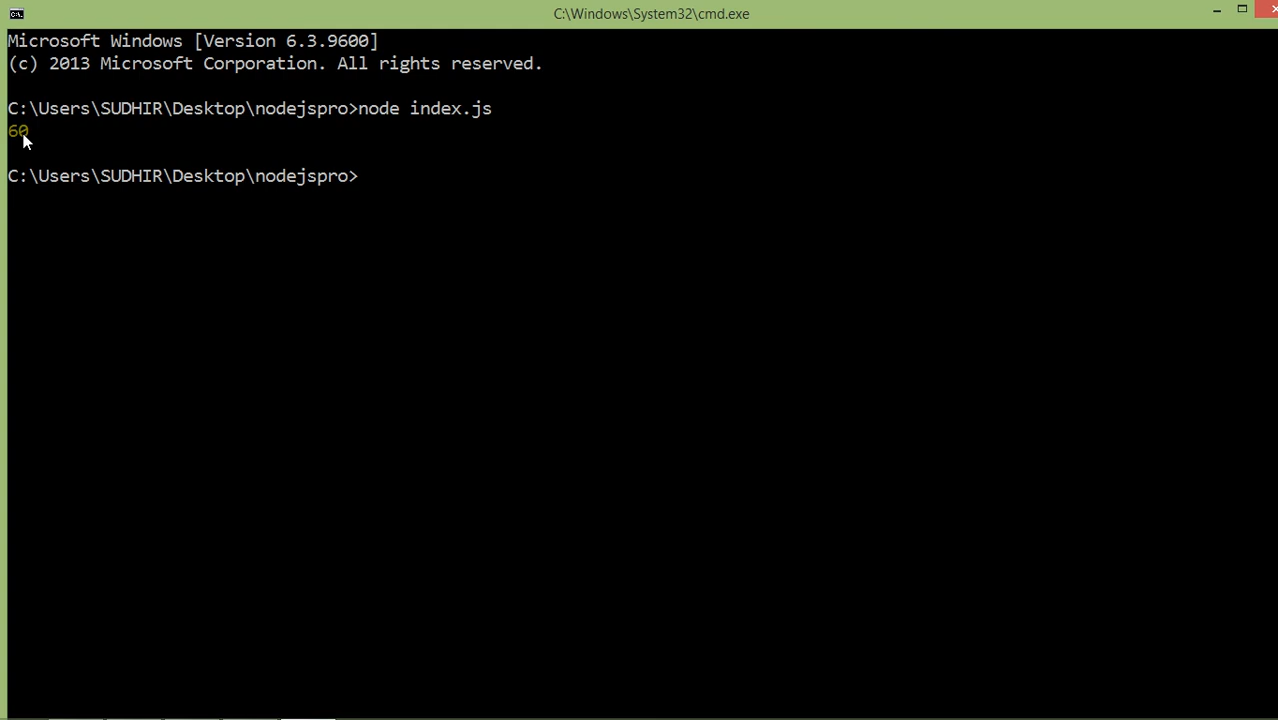 C:\Windows\System32\cmd.exe
Microsoft Windows [Version 6.3.9600]
(c) 2013 Microsoft Corporation. All rights reserved.
C:\Users\SUDHIR\Desktop\nodejspro>node index.js
60
C:\Users\SUDHIR\Desktop\nodejspro>